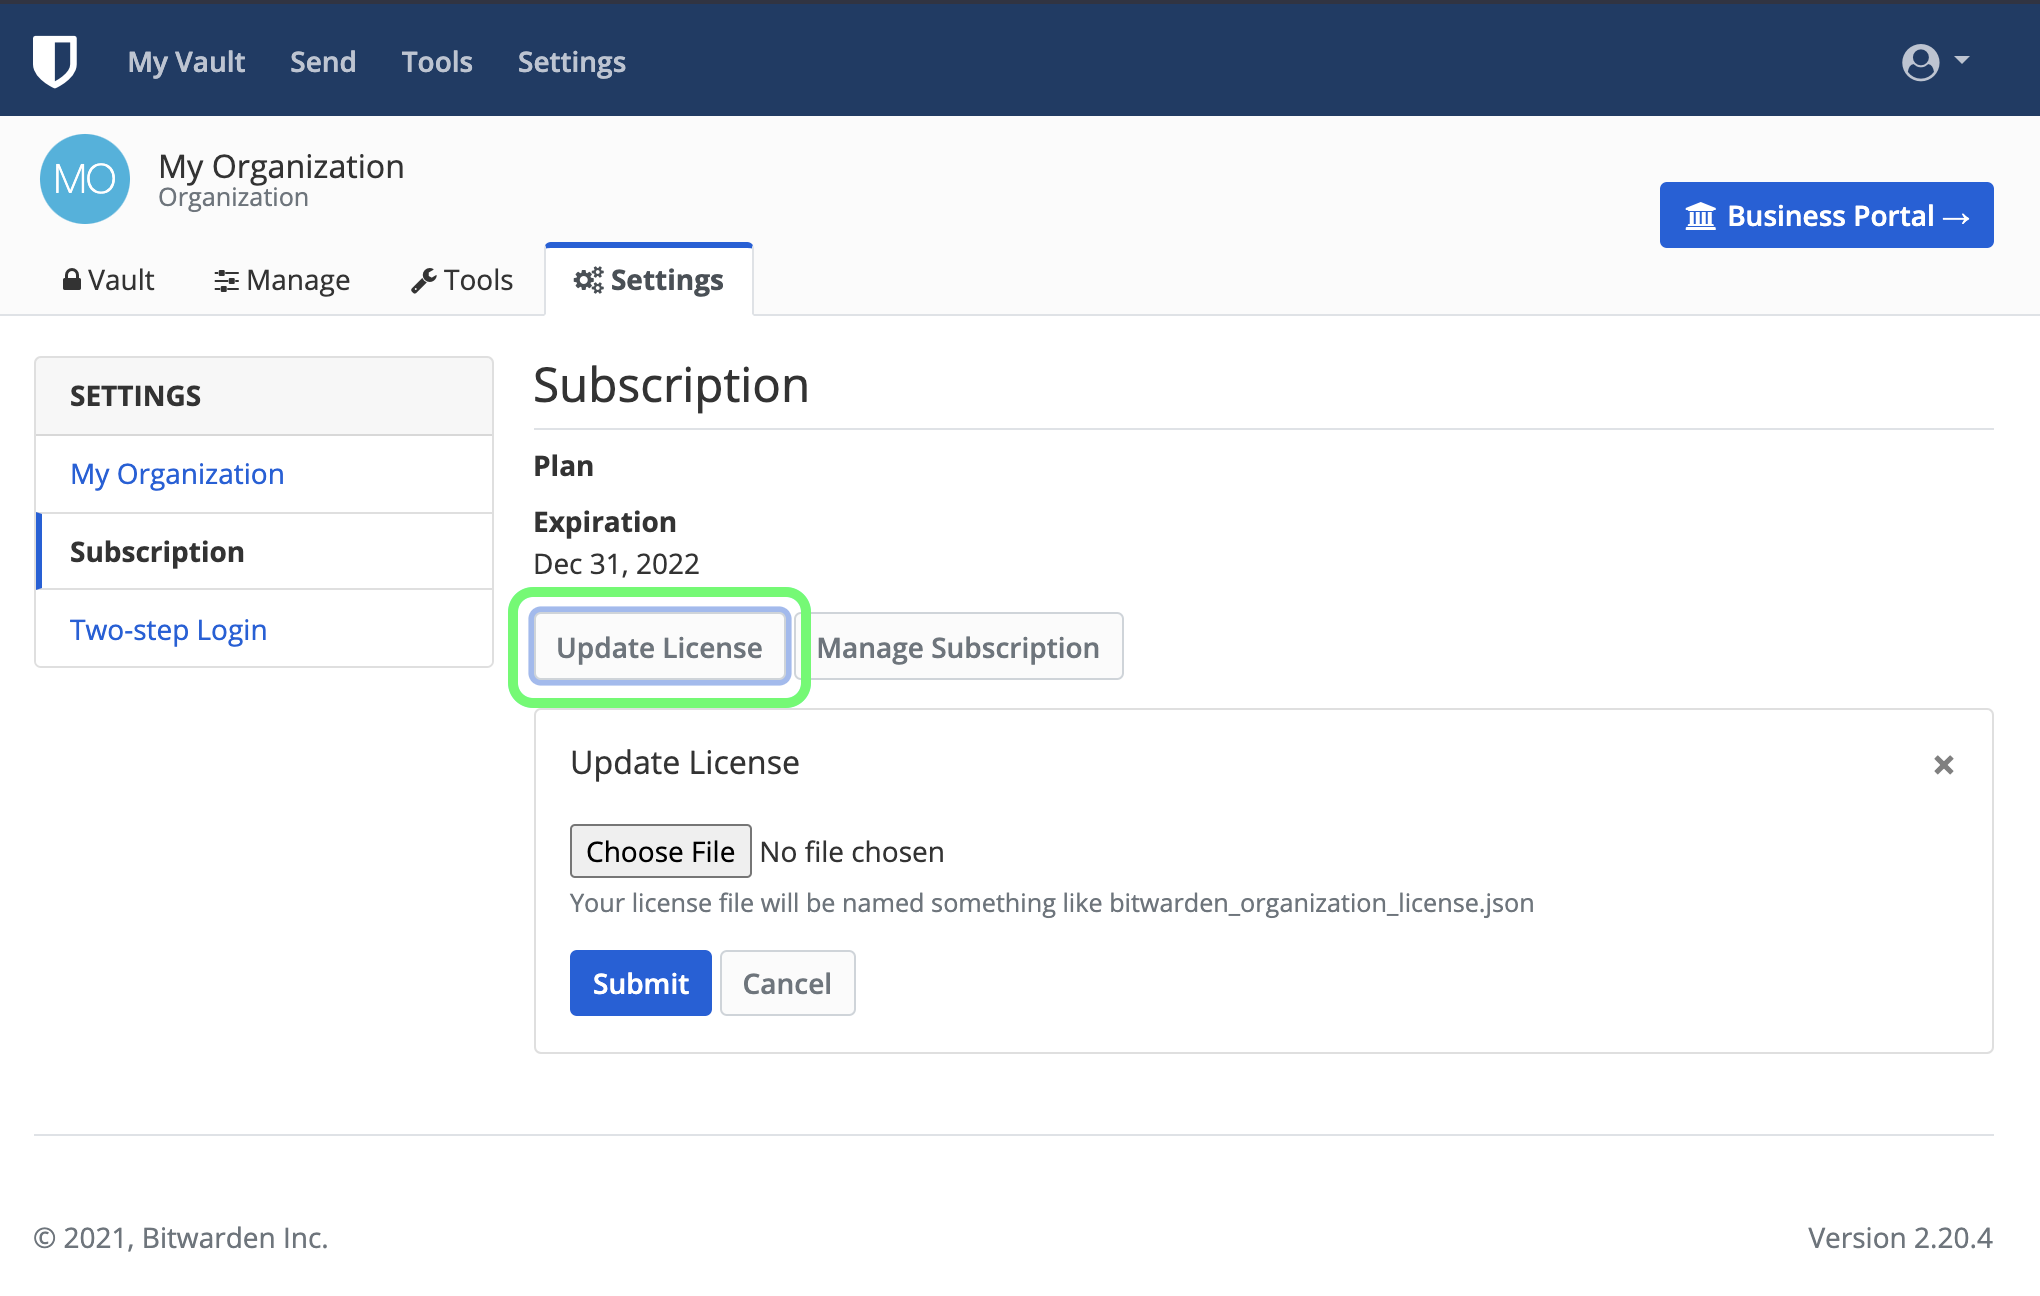 My Vault Send Tools Settings
MO
My Organization
Organization
Business Portal →
Vault Manage Tools Settings
SETTINGS
My Organization
Subscription
Two-step Login
Subscription
Plan
Expiration
Dec 31, 2022
Update License Manage Subscription
Update License ×
Choose File No file chosen
Your license file will be named something like bitwarden_organization_license.json
Submit Cancel
© 2021, Bitwarden Inc. Version 2.20.4